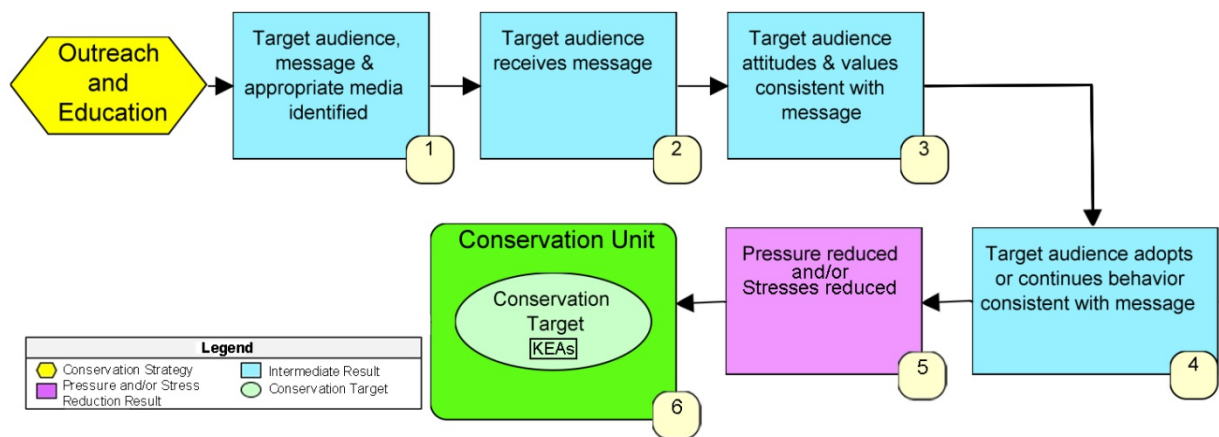 Outreach
and
Education
Target audience,
message &
appropriate media
identified
1
Target audience
receives message
2
Target audience
attitudes & values
consistent with
message
3
Target audience adopts
or continues behavior
consistent with message
4
Pressure reduced
and/or
Stresses reduced
5
Conservation Unit
Conservation
Target
KEAs
6
Legend
Conservation Strategy
Intermediate Result
Pressure and/or Stress
Reduction Result
Conservation Target